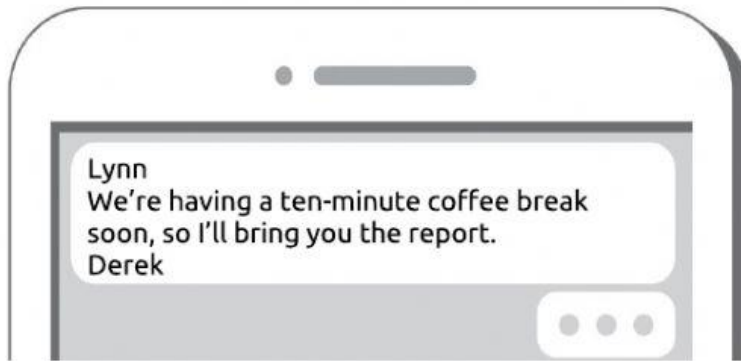 Lynn
We're having a ten-minute coffee break
soon, so I'll bring you the report.
Derek